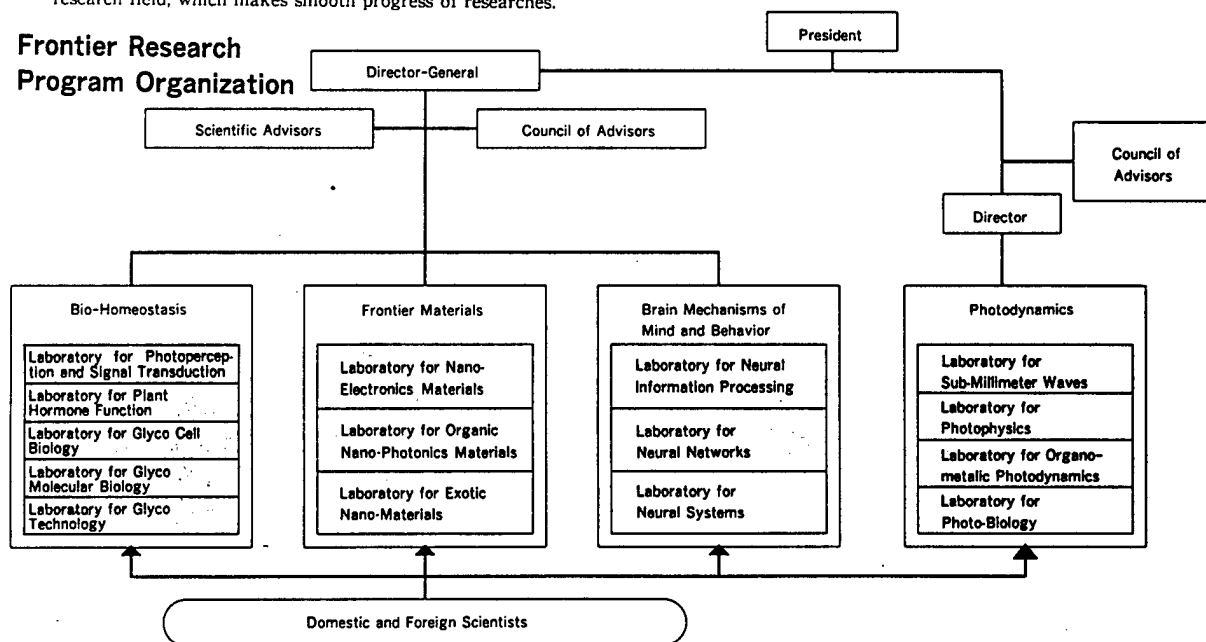 research field, which makes smooth progress of researches.
Frontier Research
Program Organization
President
Director-General
Scientific Advisors
Council of Advisors
Council of
Advisors
Director
Bio-Homeostasis
Laboratory for Photopercep-
tion and Signal Transduction
Laboratory for Plant
Hormone Function
Laboratory for Glyco Cell
Biology
Laboratory for Glyco
Molecular Biology
Laboratory for Glyco
Technology
Frontier Materials
Laboratory for Nano-
Electronics Materials
Laboratory for Organic
Nano-Photonics Materials
Laboratory for Exotic
Nano-Materials
Brain Mechanisms of
Mind and Behavior
Laboratory for Neural
Information Processing
Laboratory for
Neural Networks
Laboratory for
Neural Systems
Photodynamics
Laboratory for
Sub-Millimeter Waves
Laboratory for
Photophysics
Laboratory for Organo-
metalic Photodynamics
Laboratory for
Photo-Biology
Domestic and Foreign Scientists